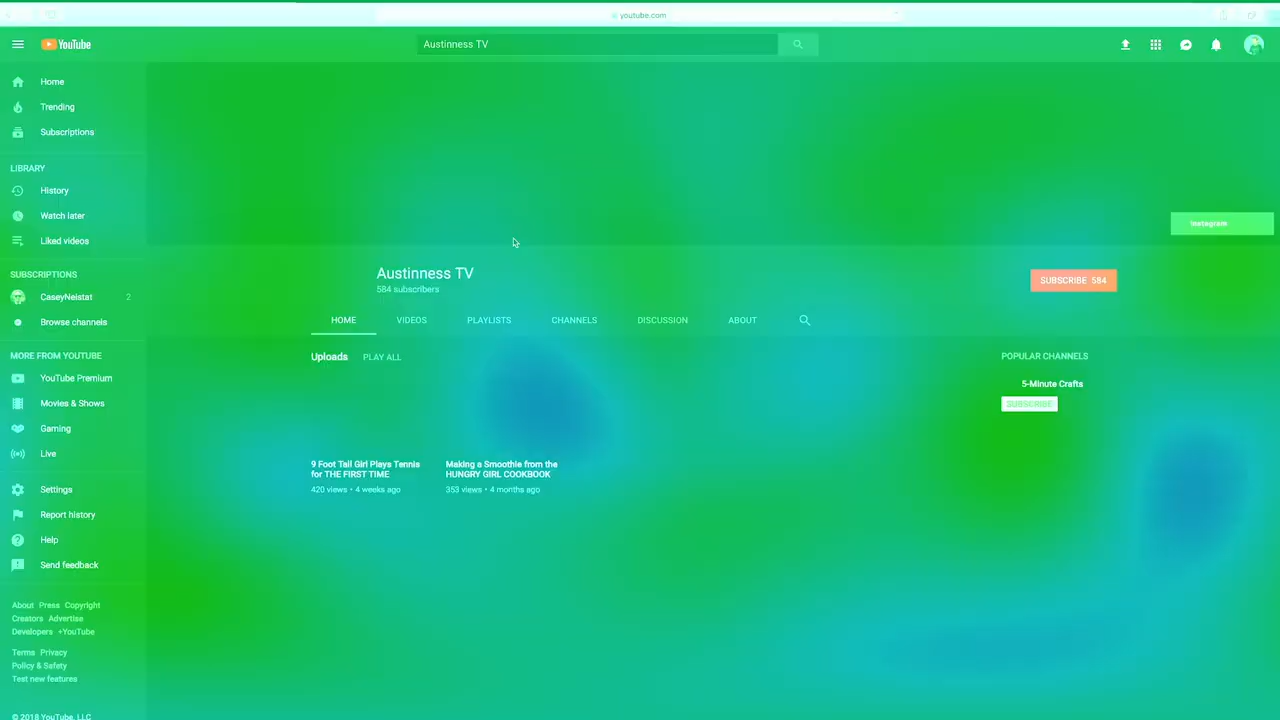 youtube.com
YouTube
Austinness TV
Home
Trending
Subscriptions
LIBRARY
History
Watch later
Liked videos
SUBSCRIPTIONS
CaseyNeistat 2
Browse channels
MORE FROM YOUTUBE
YouTube Premium
Movies & Shows
Gaming
Live
Settings
Report history
Help
Send feedback
About Press Copyright
Creators Advertise
Developers +YouTube
Terms Privacy
Policy & Safety
Test new features
© 2018 YouTube, LLC
Instagram
Austinness TV
584 subscribers
SUBSCRIBE 584
HOME VIDEOS PLAYLISTS CHANNELS DISCUSSION ABOUT
Uploads PLAY ALL
9 Foot Tall Girl Plays Tennis
for THE FIRST TIME
420 views • 4 weeks ago
Making a Smoothie from the
HUNGRY GIRL COOKBOOK
353 views • 4 months ago
POPULAR CHANNELS
5-Minute Crafts
SUBSCRIBE